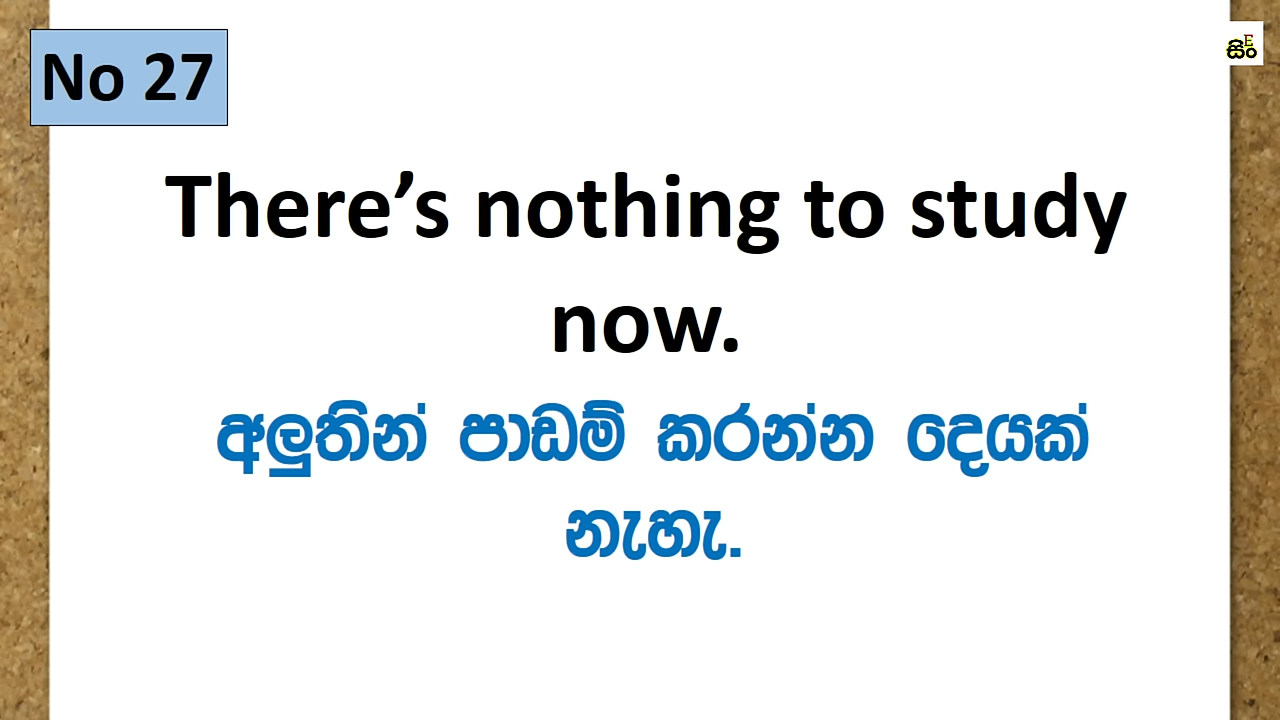 No 27
සිං
E
There’s nothing to study
now.
අලුතින් පාඩම් කරන්න දෙයක්
නැහැ.